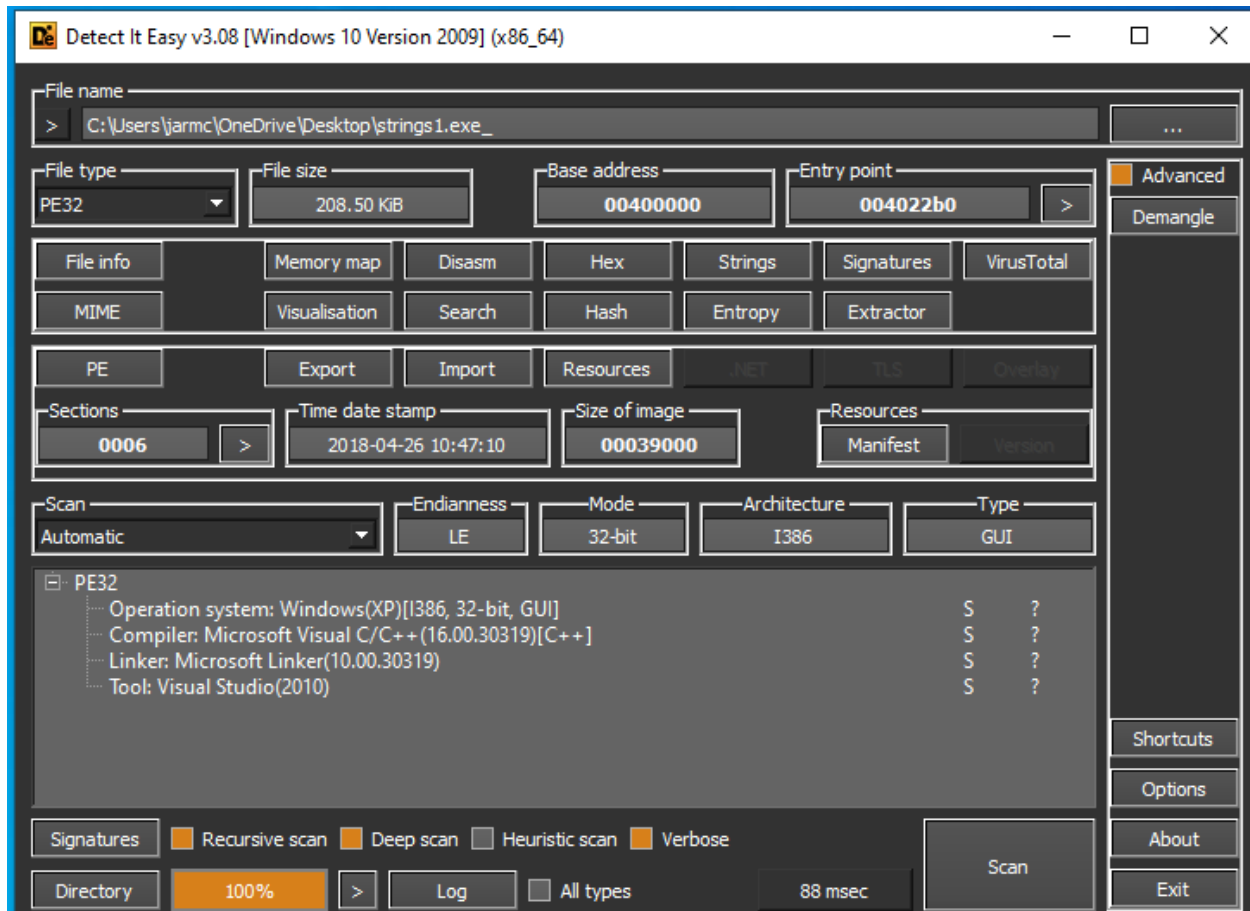 Detect It Easy v3.08 [Windows 10 Version 2009] (x86_64)
File name
> C:\Users\jarmc\OneDrive\Desktop\strings1.exe_ ...
File type File size Base address Entry point Advanced
PE32 208.50 KiB 00400000 004022b0 >
Demangle
File info Memory map Disasm Hex Strings Signatures VirusTotal
MIME Visualisation Search Hash Entropy Extractor
PE Export Import Resources .NET TLS Overlay
Sections Time date stamp Size of image Resources
0006 > 2018-04-26 10:47:10 00039000 Manifest Version
Scan Endianness Mode Architecture Type
Automatic LE 32-bit I386 GUI
PE32
Operation system: Windows(XP)[I386, 32-bit, GUI] S ?
Compiler: Microsoft Visual C/C++(16.00.30319)[C++] S ?
Linker: Microsoft Linker(10.00.30319) S ?
Tool: Visual Studio(2010) S ?
Shortcuts
Options
Signatures Recursive scan Deep scan Heuristic scan Verbose Scan About
Directory 100% > Log All types 88 msec Exit